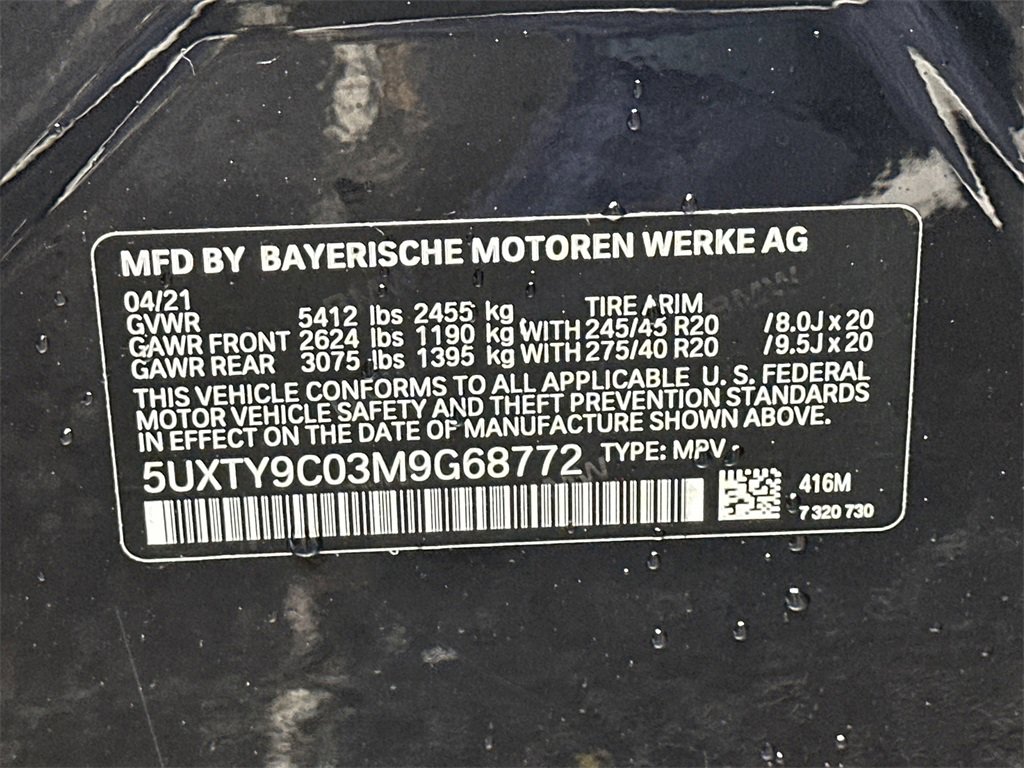 MFD BY BAYERISCHE MOTOREN WERKE AG
04/21 TIRE RIM
GVWR 5412 lbs 2455 kg
GAWR FRONT 2624 lbs 1190 kg WITH 245/45 R20 /8.0J x 20
GAWR REAR 3075 lbs 1395 kg WITH 275/40 R20 /9.5J x 20
THIS VEHICLE CONFORMS TO ALL APPLICABLE U. S. FEDERAL
MOTOR VEHICLE SAFETY AND THEFT PREVENTION STANDARDS
IN EFFECT ON THE DATE OF MANUFACTURE SHOWN ABOVE.
5UXTY9C03M9G68772 TYPE: MPV
416M
7 320 730